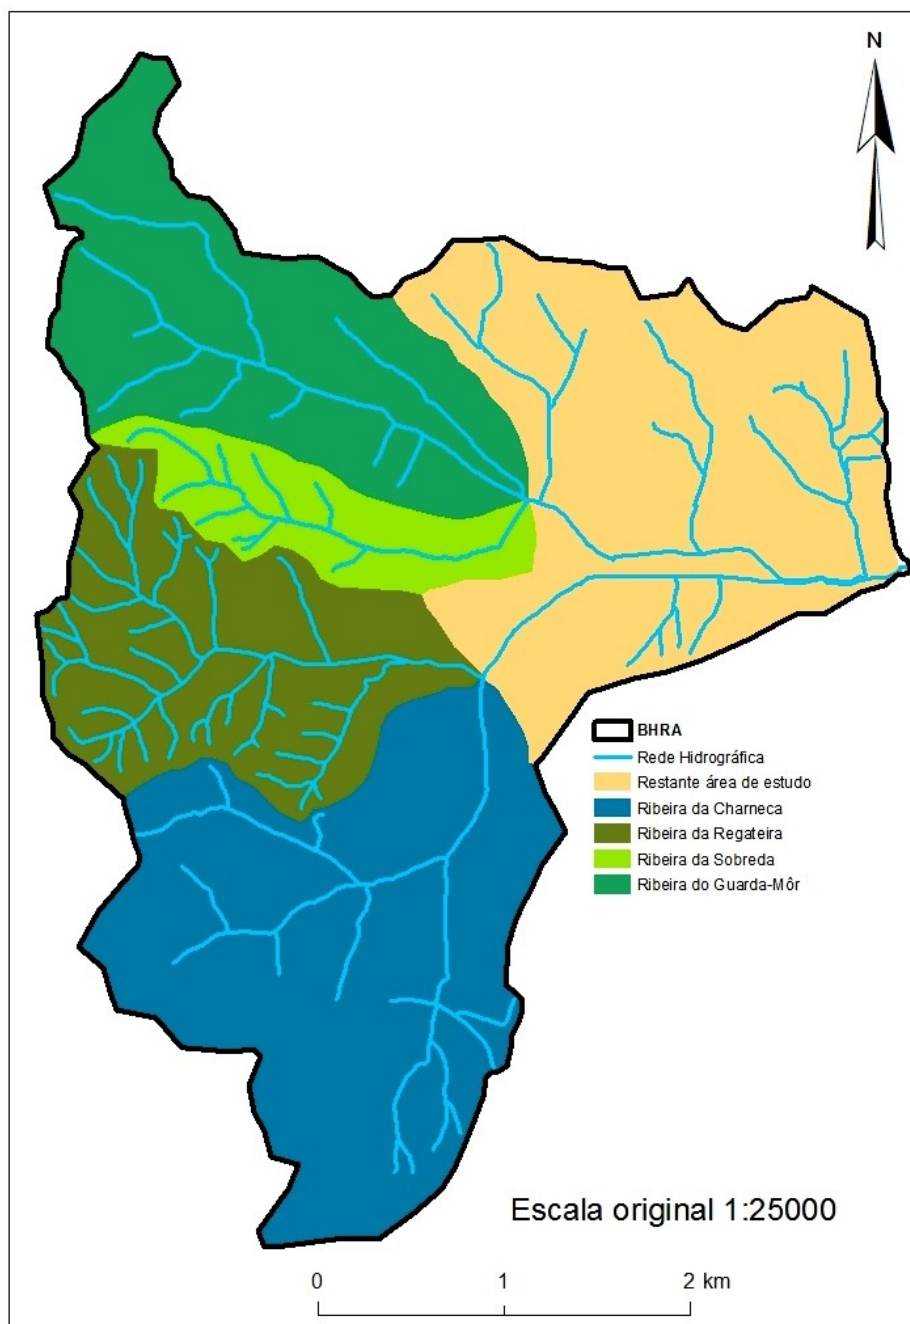 N
BHRA
Rede Hidrográfica
Restante área de estudo
Ribeira da Charneca
Ribeira da Regateira
Ribeira da Sobreda
Ribeira do Guarda-Môr
Escala original 1:25000
0 1 2 km